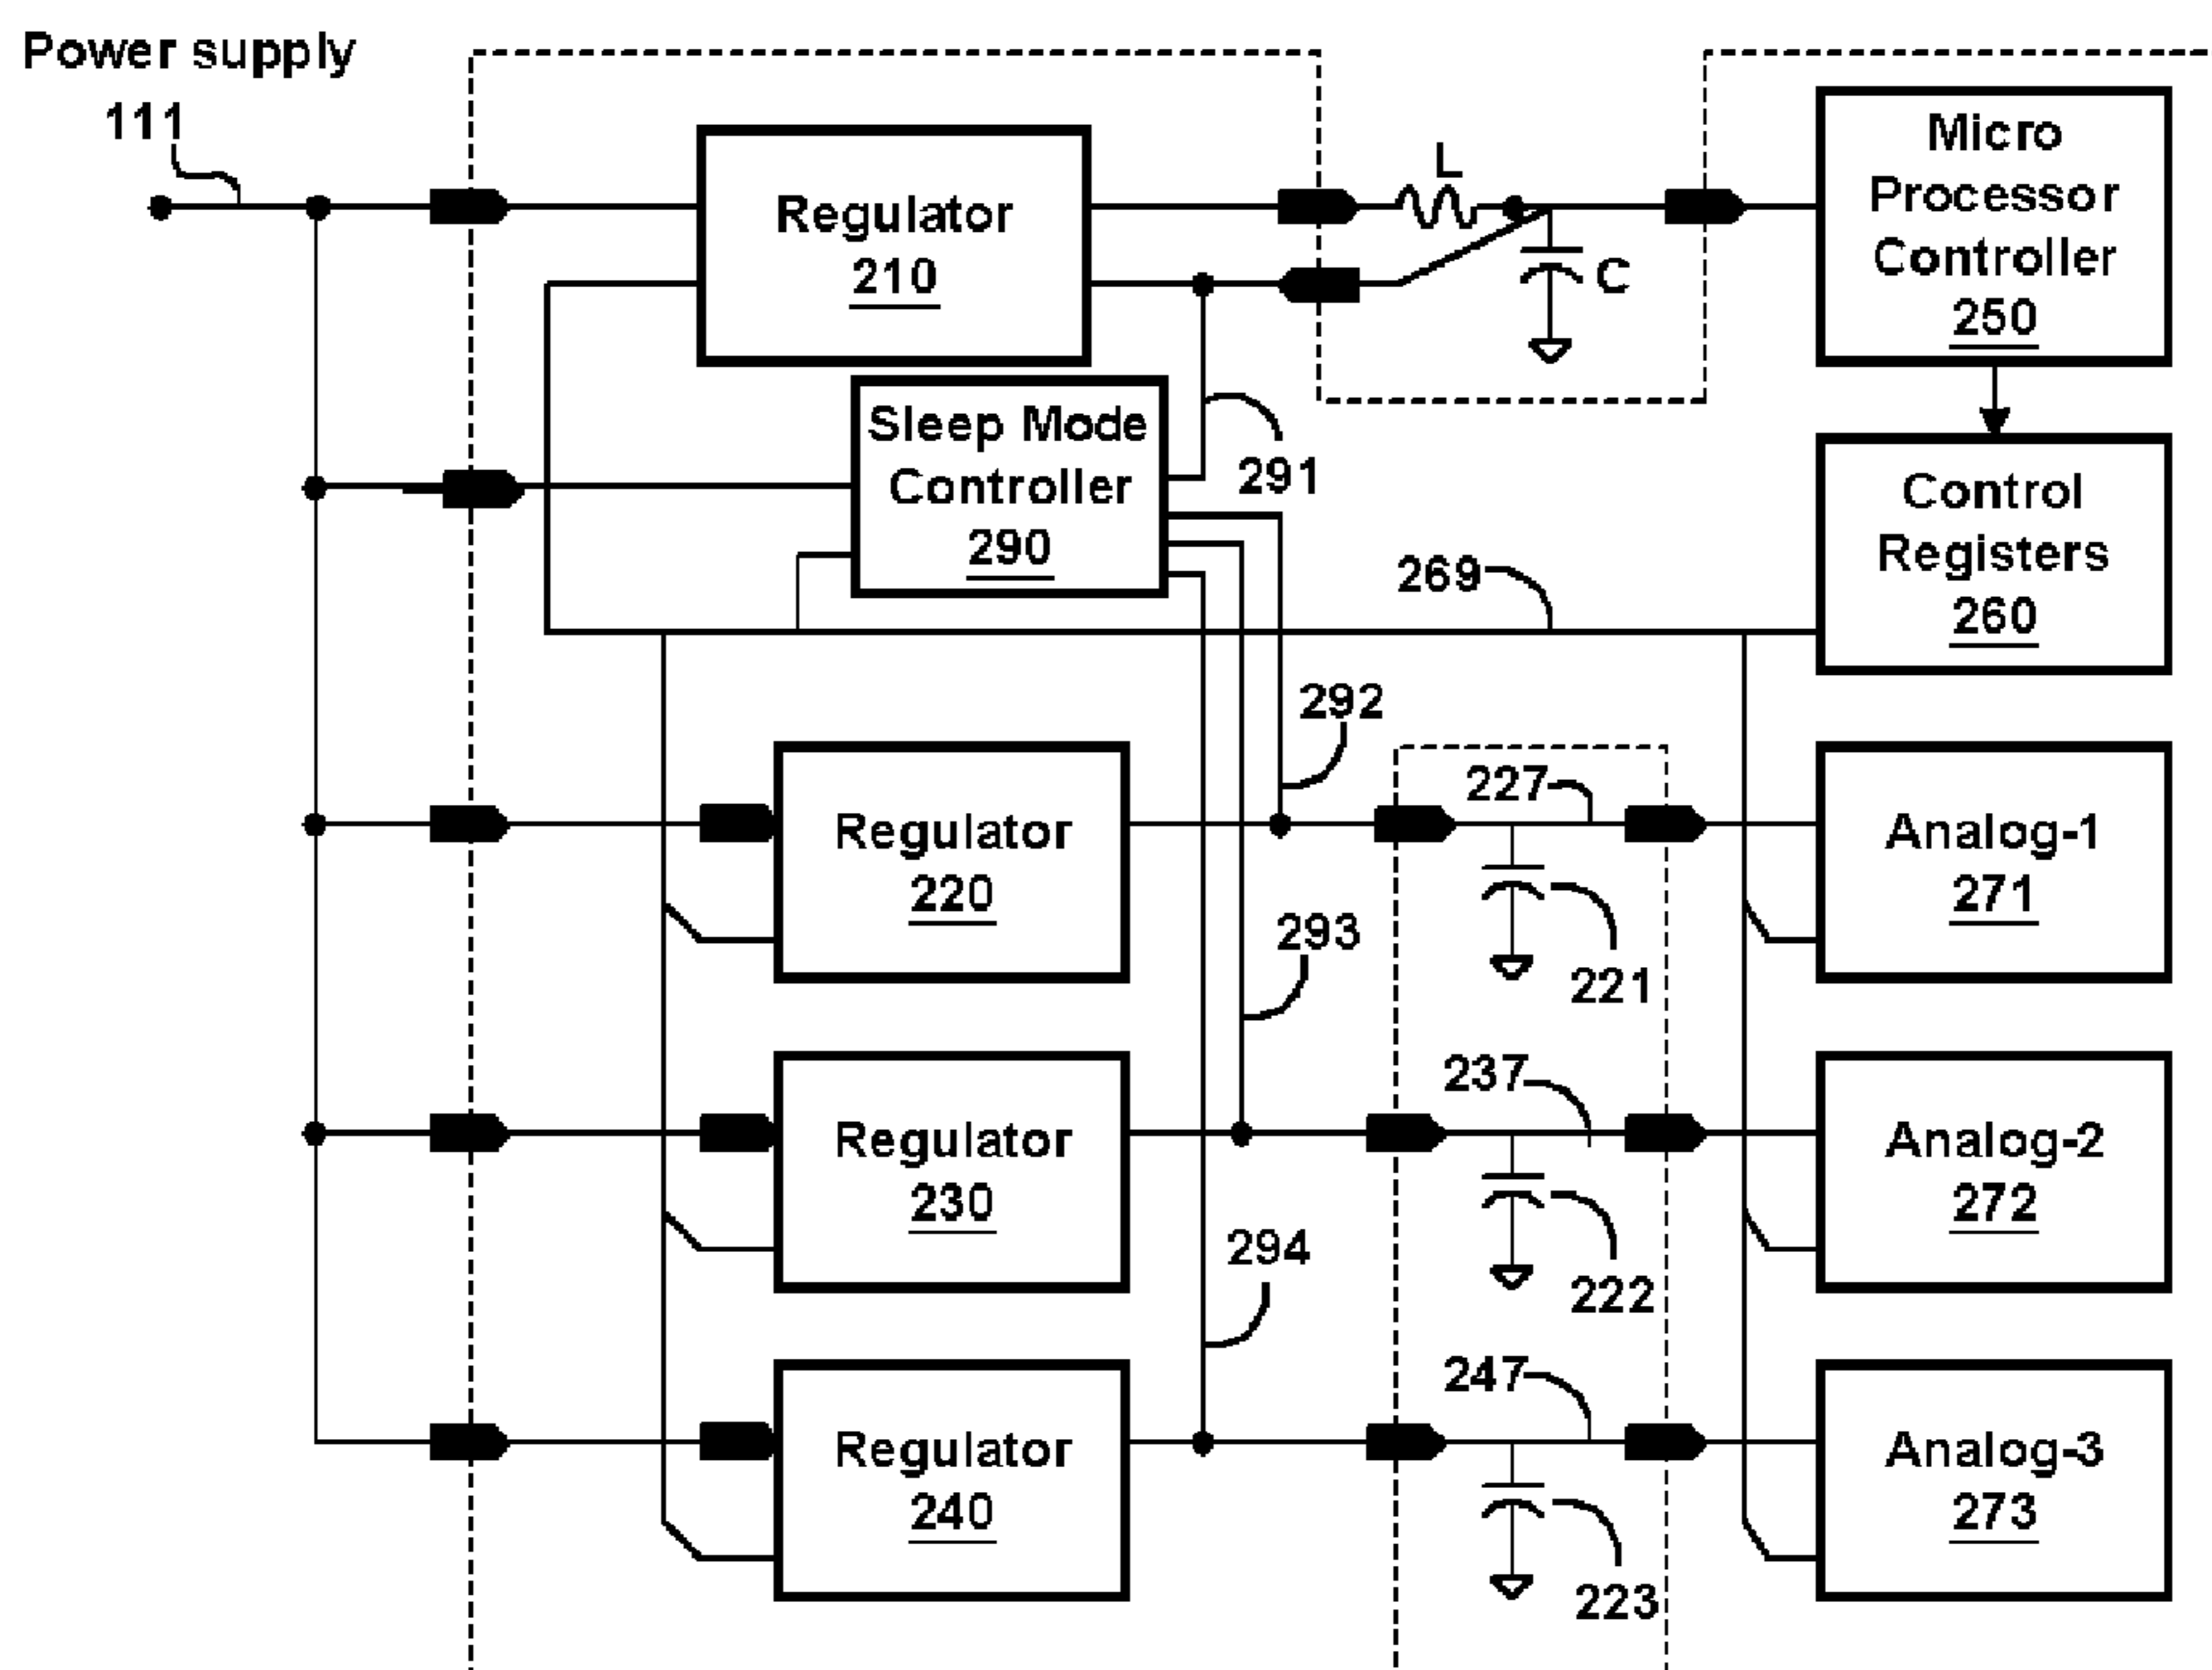 Power supply
111
Regulator
210
L
C
Micro
Processor
Controller
250
Sleep Mode
Controller
290
291
Control
Registers
260
269
292
Regulator
220
227
221
Analog-1
271
293
Regulator
230
237
222
Analog-2
272
294
Regulator
240
247
223
Analog-3
273